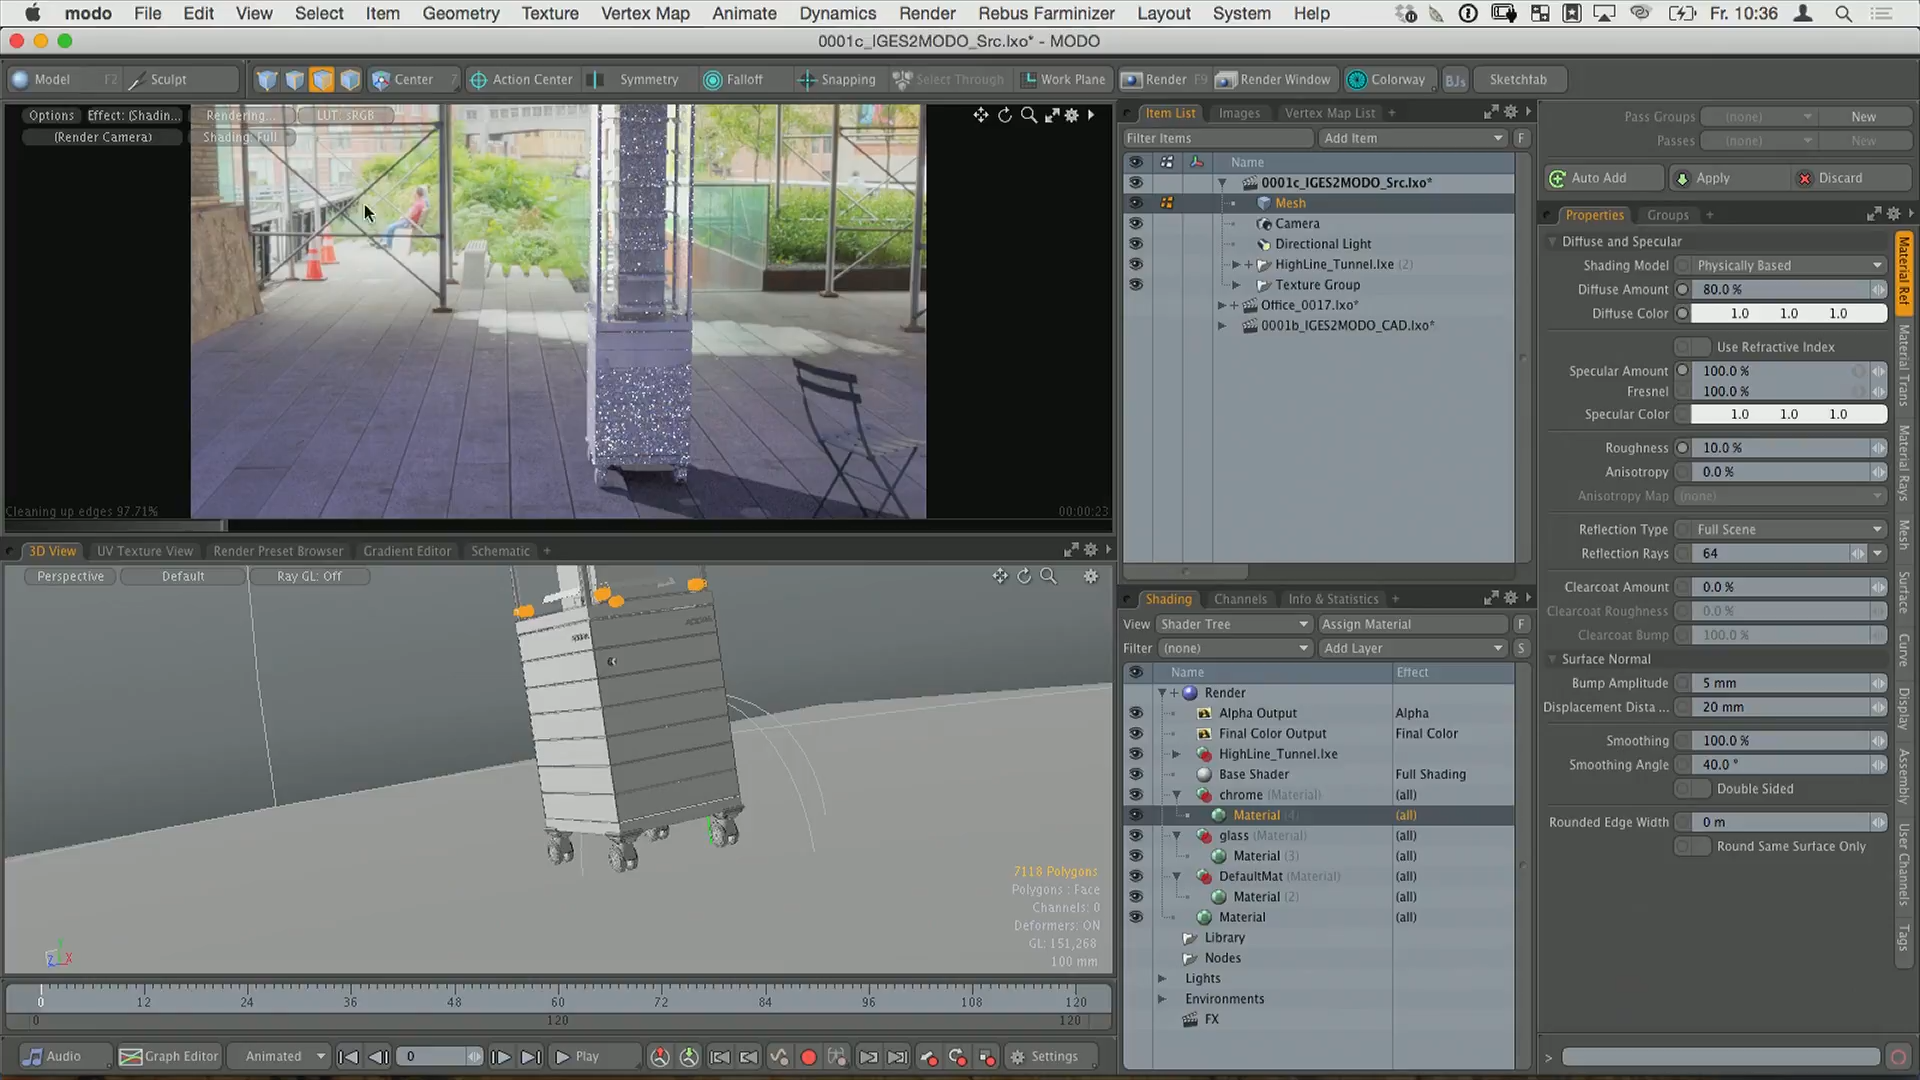 modo File Edit View Select Item Geometry Texture Vertex Map Animate Dynamics Render Rebus Farminizer Layout System Help Fr. 10:36
0001c_IGES2MODO_Src.lxo* - MODO
Model F2 Sculpt Center 7 Action Center Symmetry Falloff Snapping Select Through Work Plane Render F9 Render Window Colorway BJs Sketchfab
Options Effect: (Shadin... Rendering... LUT: sRGB
(Render Camera) Shading: Full
Cleaning up edges 97.71% 00:00:23
3D View UV Texture View Render Preset Browser Gradient Editor Schematic +
Perspective Default Ray GL: Off
7118 Polygons
Polygons : Face
Channels: 0
Deformers: ON
GL: 151,268
100 mm
Z X
0 12 24 36 48 60 72 84 96 108 120
0 120 120
Audio Graph Editor Animated 0 Play Settings
Item List Images Vertex Map List +
Filter Items Add Item F
Name
0001c_IGES2MODO_Src.lxo*
Mesh
Camera
Directional Light
HighLine_Tunnel.lxe (2)
Texture Group
Office_0017.lxo*
0001b_IGES2MODO_CAD.lxo*
Shading Channels Info & Statistics +
View Shader Tree Assign Material F
Filter (none) Add Layer S
Name Effect
Render
Alpha Output Alpha
Final Color Output Final Color
HighLine_Tunnel.lxe
Base Shader Full Shading
chrome (Material) (all)
Material (4) (all)
glass (Material) (all)
Material (3) (all)
DefaultMat (Material) (all)
Material (2) (all)
Material (all)
Library
Nodes
Lights
Environments
FX
Pass Groups (none) New
Passes (none) New
Auto Add Apply Discard
Properties Groups +
Diffuse and Specular
Shading Model Physically Based
Diffuse Amount 80.0 %
Diffuse Color 1.0 1.0 1.0
Use Refractive Index
Specular Amount 100.0 %
Fresnel 100.0 %
Specular Color 1.0 1.0 1.0
Roughness 10.0 %
Anisotropy 0.0 %
Anisotropy Map (none)
Reflection Type Full Scene
Reflection Rays 64
Clearcoat Amount 0.0 %
Clearcoat Roughness 0.0 %
Clearcoat Bump 100.0 %
Surface Normal
Bump Amplitude 5 mm
Displacement Dista ... 20 mm
Smoothing 100.0 %
Smoothing Angle 40.0 °
Double Sided
Rounded Edge Width 0 m
Round Same Surface Only
Material Ref
Material Trans
Material Rays
Mesh
Surface
Curve
Display
Assembly
User Channels
Tags
>